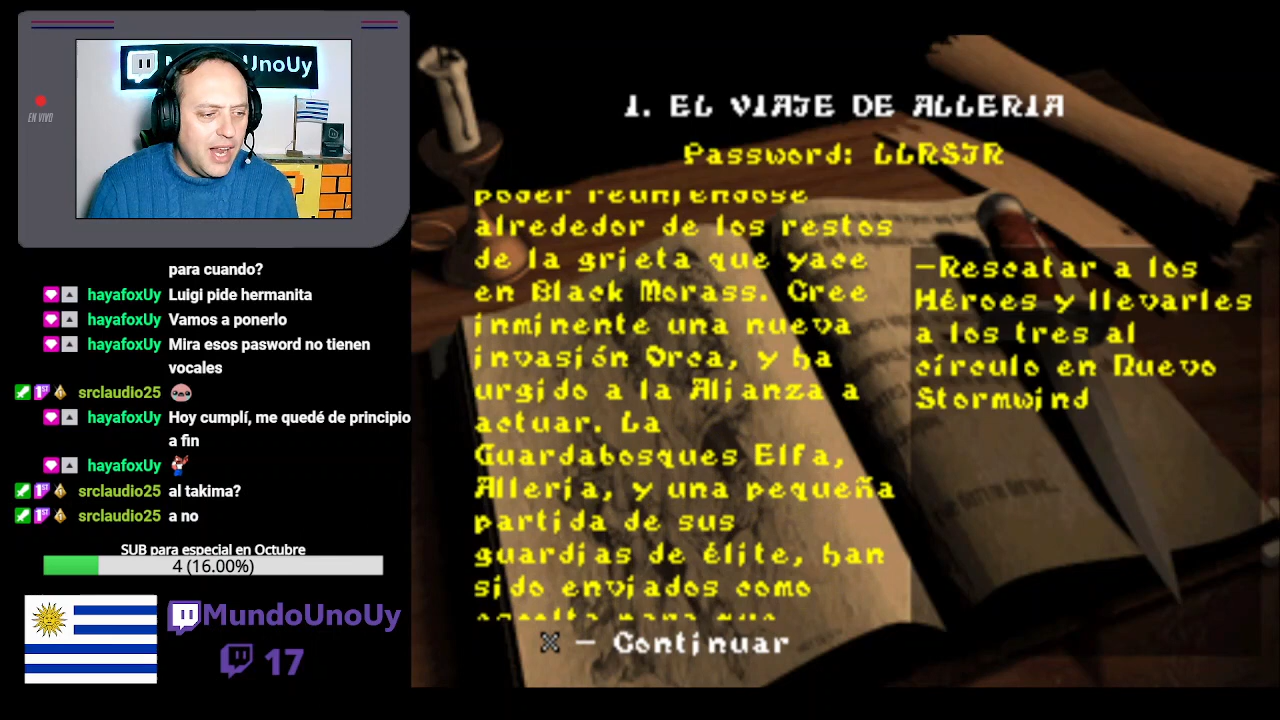 MundoUnoUy
EN VIVO
para cuando?
hayafoxUy Luigi pide hermanita
hayafoxUy Vamos a ponerlo
hayafoxUy Mira esos pasword no tienen
vocales
srclaudio25
hayafoxUy Hoy cumplí, me quedé de principio
a fin
hayafoxUy
srclaudio25 al takima?
srclaudio25 a no
SUB para especial en Octubre
4 (16.00%)
MundoUnoUy
17
1. EL VIAJE DE ALLERIA
Password: LLRSTR
poder reuniendose
alrededor de los restos
de la grieta que yace
en Black Morass. Cree
inminente una nueva
invasión Orca, y ha
urgido a la Alianza a
actuar. La
Guardabosques Elfa,
Alleria, y una pequeña
partida de sus
guardias de élite, han
sido enviados como
escolta para que
-Rescatar a los
Héroes y llevarles
a los tres al
círculo en Nuevo
Stormwind
X - Continuar